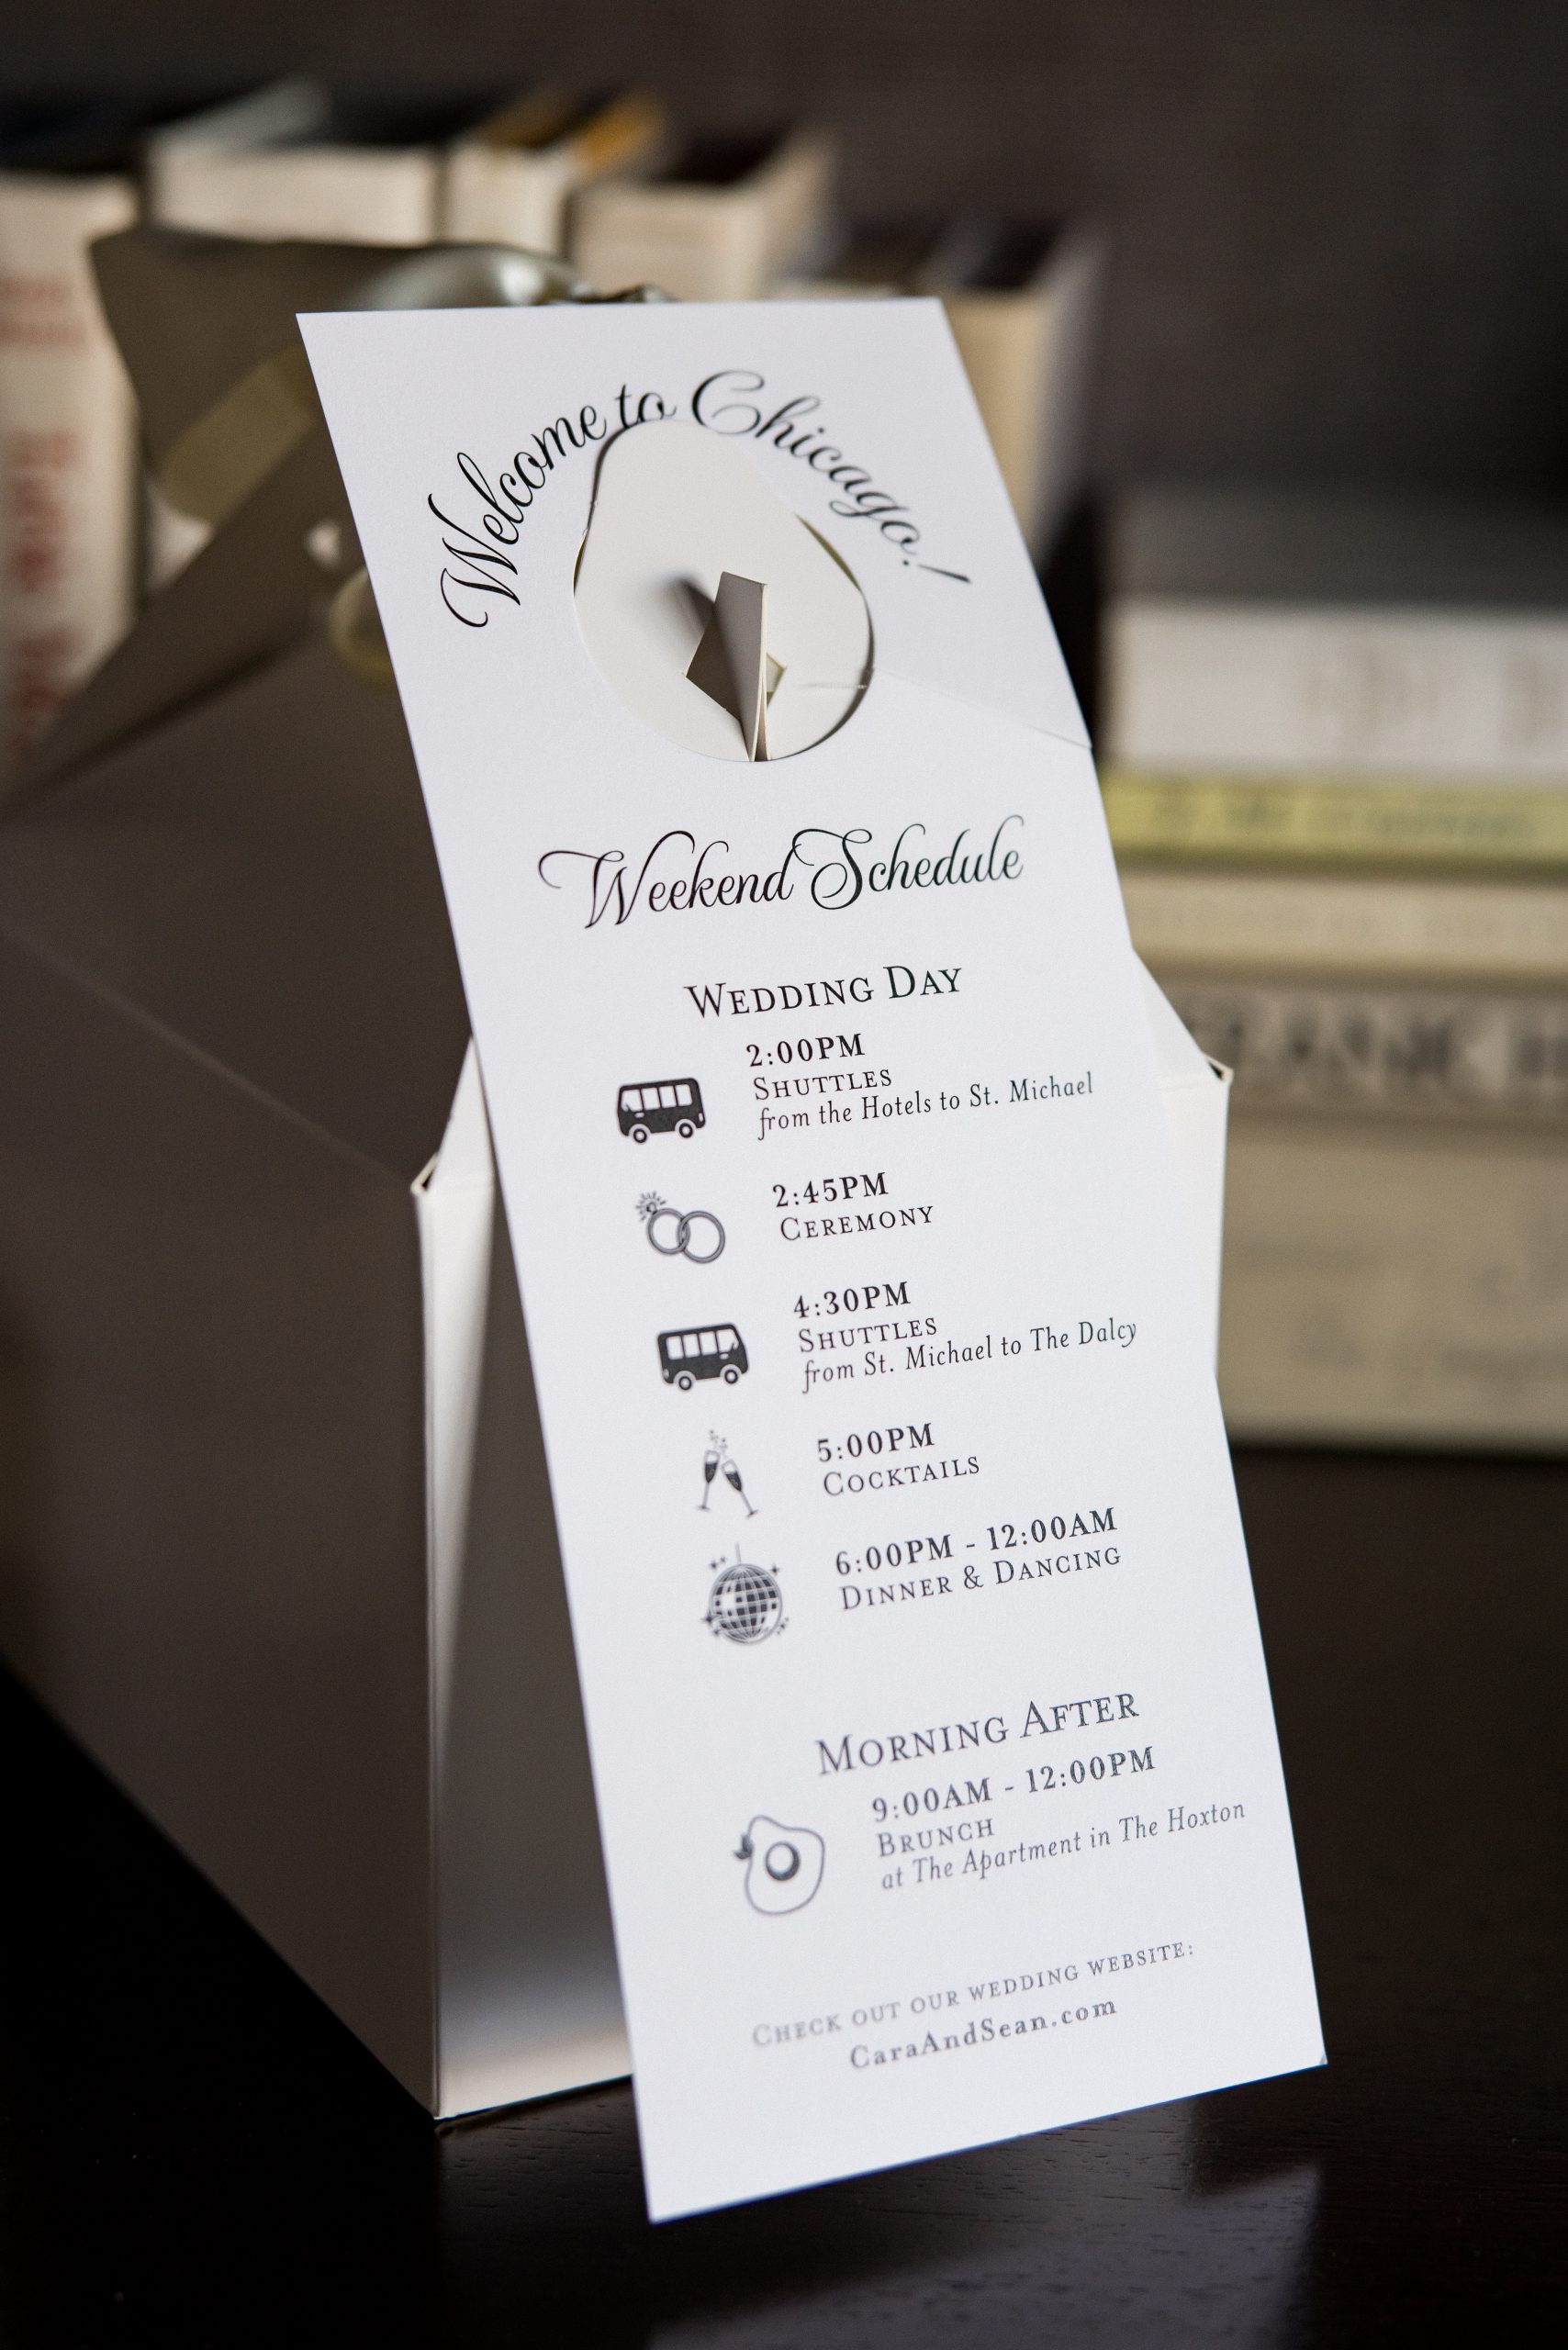 Welcome to Chicago!
Weekend Schedule
Wedding Day
2:00PM
Shuttles
from the Hotels to St. Michael
2:45PM
Ceremony
4:30PM
Shuttles
from St. Michael to The Dalcy
5:00PM
Cocktails
6:00PM - 12:00AM
Dinner & Dancing
Morning After
9:00AM - 12:00PM
Brunch
at The Apartment in The Hoxton
Check out our wedding website:
CaraAndSean.com